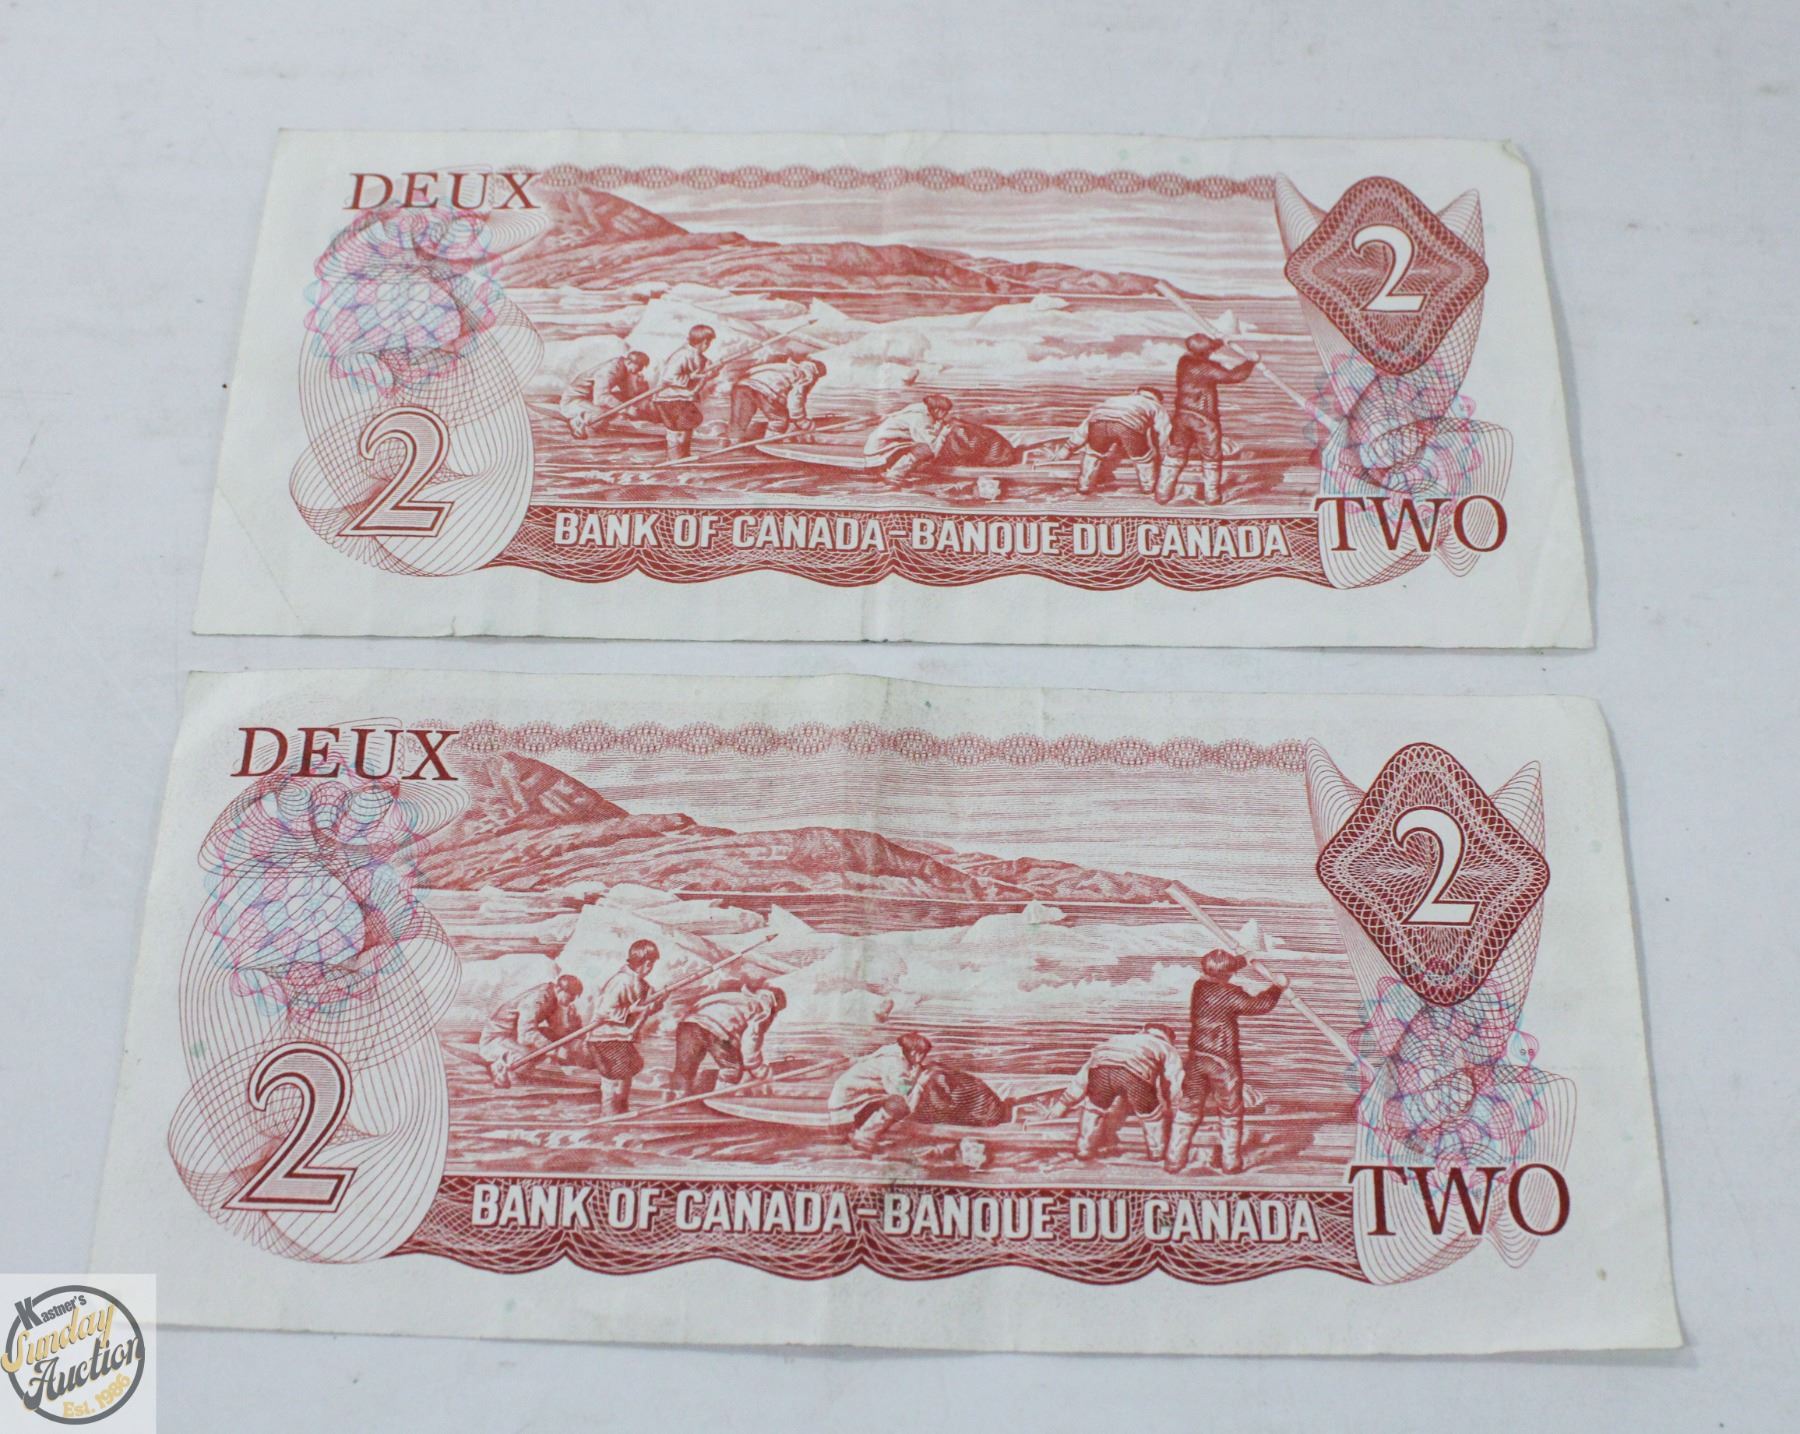 DEUX
2
2
BANK OF CANADA-BANQUE DU CANADA
TWO
DEUX
2
2
BANK OF CANADA-BANQUE DU CANADA
TWO
Kastner's
Sunday
Auction
Est. 1986